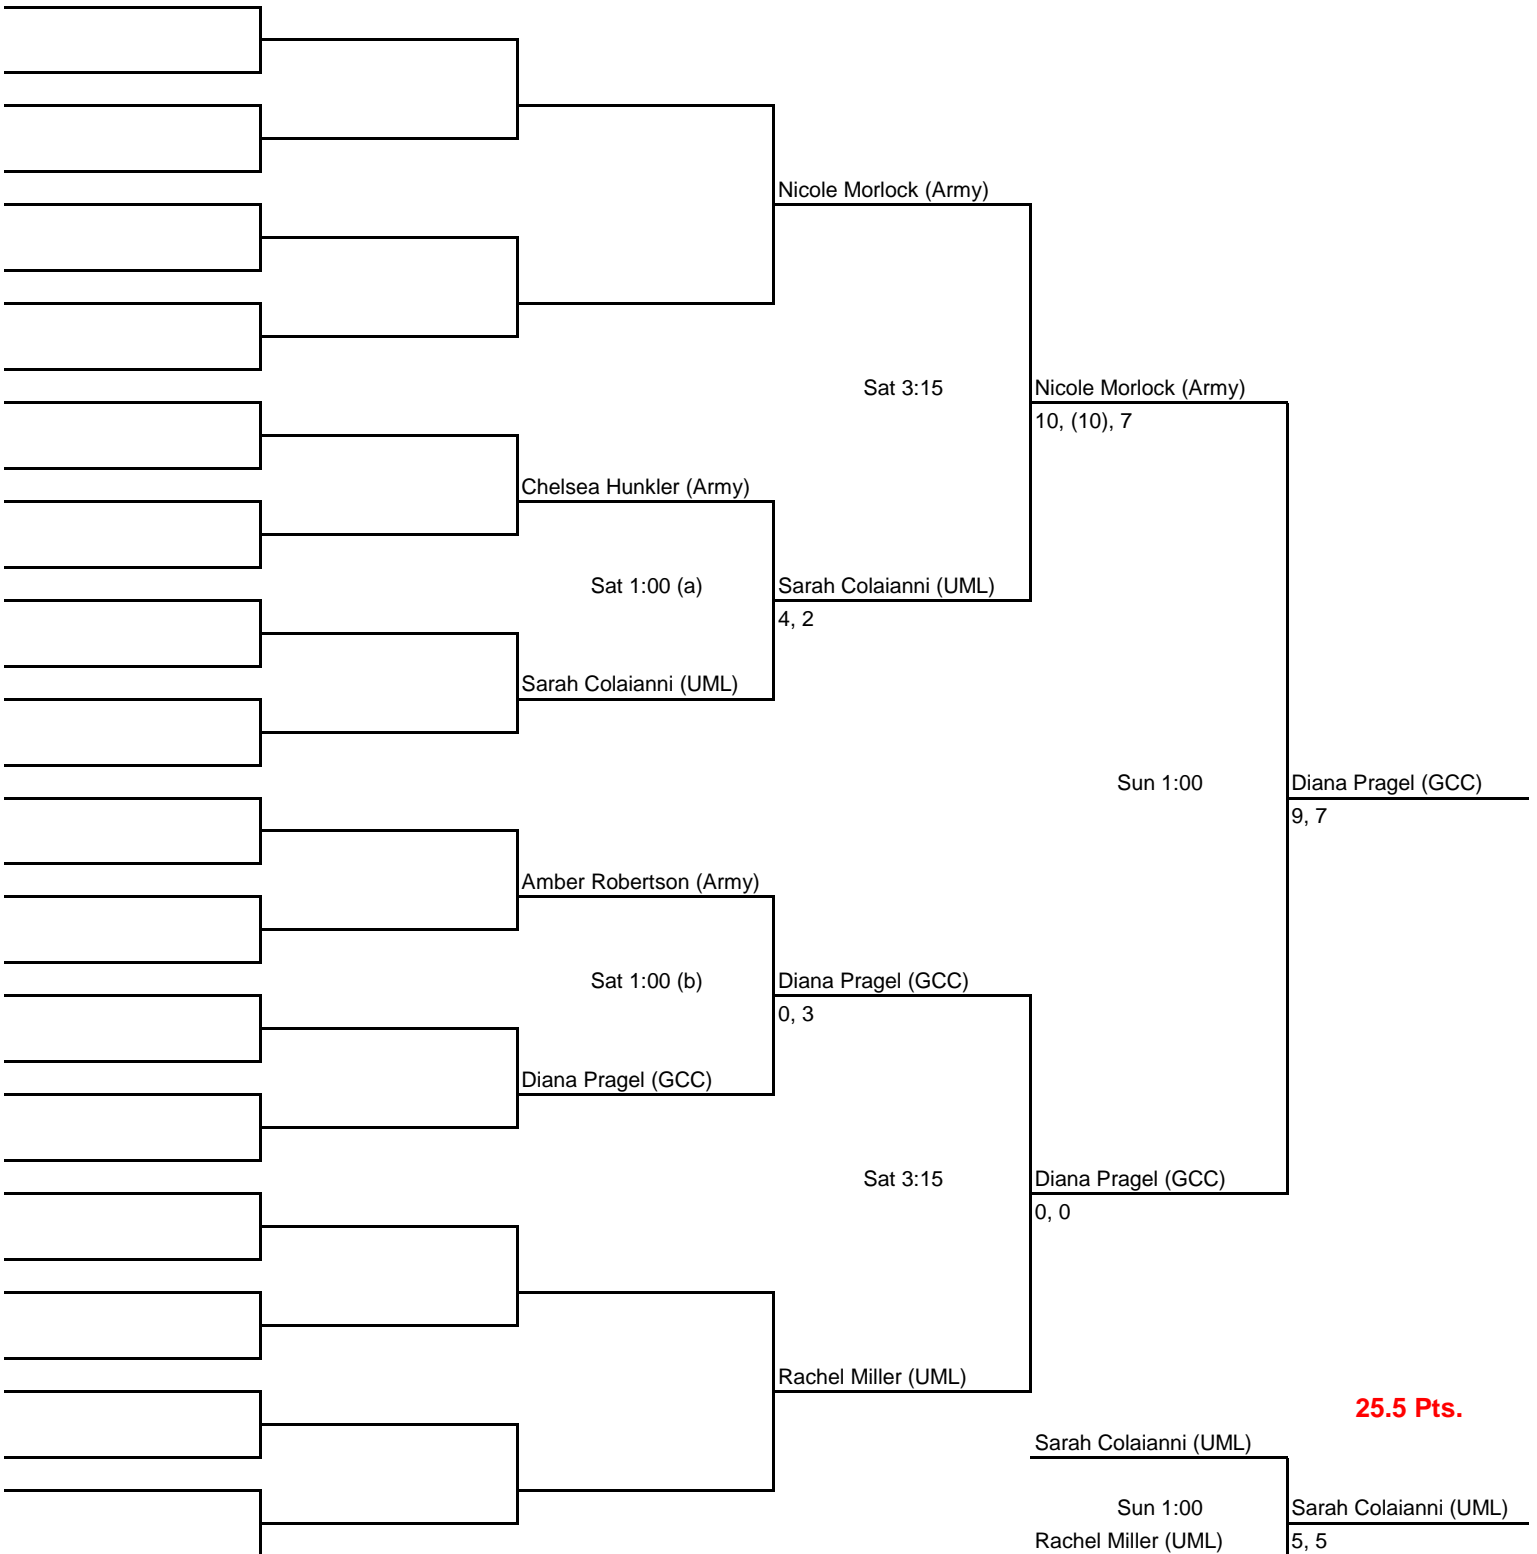 Nicole Morlock (Army)
Sat 3:15
Nicole Morlock (Army)
10, (10), 7
Chelsea Hunkler (Army)
Sat 1:00 (a)
Sarah Colaianni (UML)
4, 2
Sarah Colaianni (UML)
Sun 1:00
Diana Pragel (GCC)
9, 7
Amber Robertson (Army)
Sat 1:00 (b)
Diana Pragel (GCC)
0, 3
Diana Pragel (GCC)
Sat 3:15
Diana Pragel (GCC)
0, 0
Rachel Miller (UML)
25.5 Pts.
Sarah Colaianni (UML)
Sun 1:00
Sarah Colaianni (UML)
Rachel Miller (UML)
5, 5